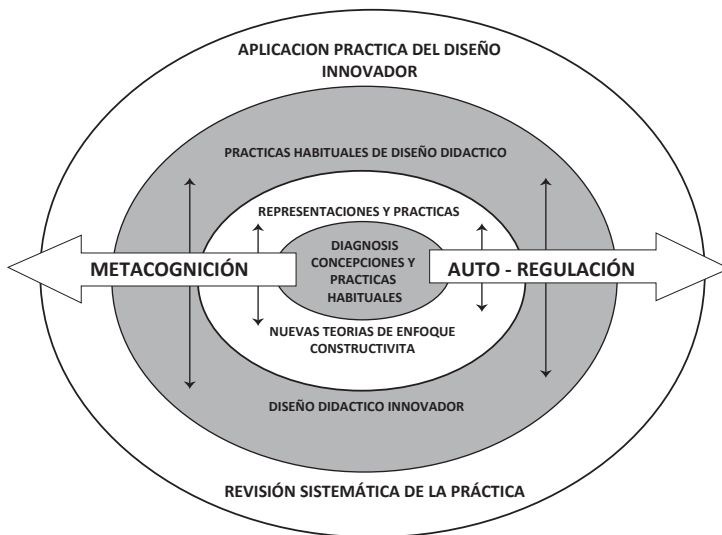 APLICACION PRACTICA DEL DISEÑO
INNOVADOR
PRACTICAS HABITUALES DE DISEÑO DIDACTICO
REPRESENTACIONES Y PRACTICAS
DIAGNOSIS
CONCEPCIONES Y
PRACTICAS
HABITUALES
METACOGNICIÓN
AUTO - REGULACIÓN
NUEVAS TEORIAS DE ENFOQUE
CONSTRUCTIVITA
DISEÑO DIDACTICO INNOVADOR
REVISIÓN SISTEMÁTICA DE LA PRÁCTICA